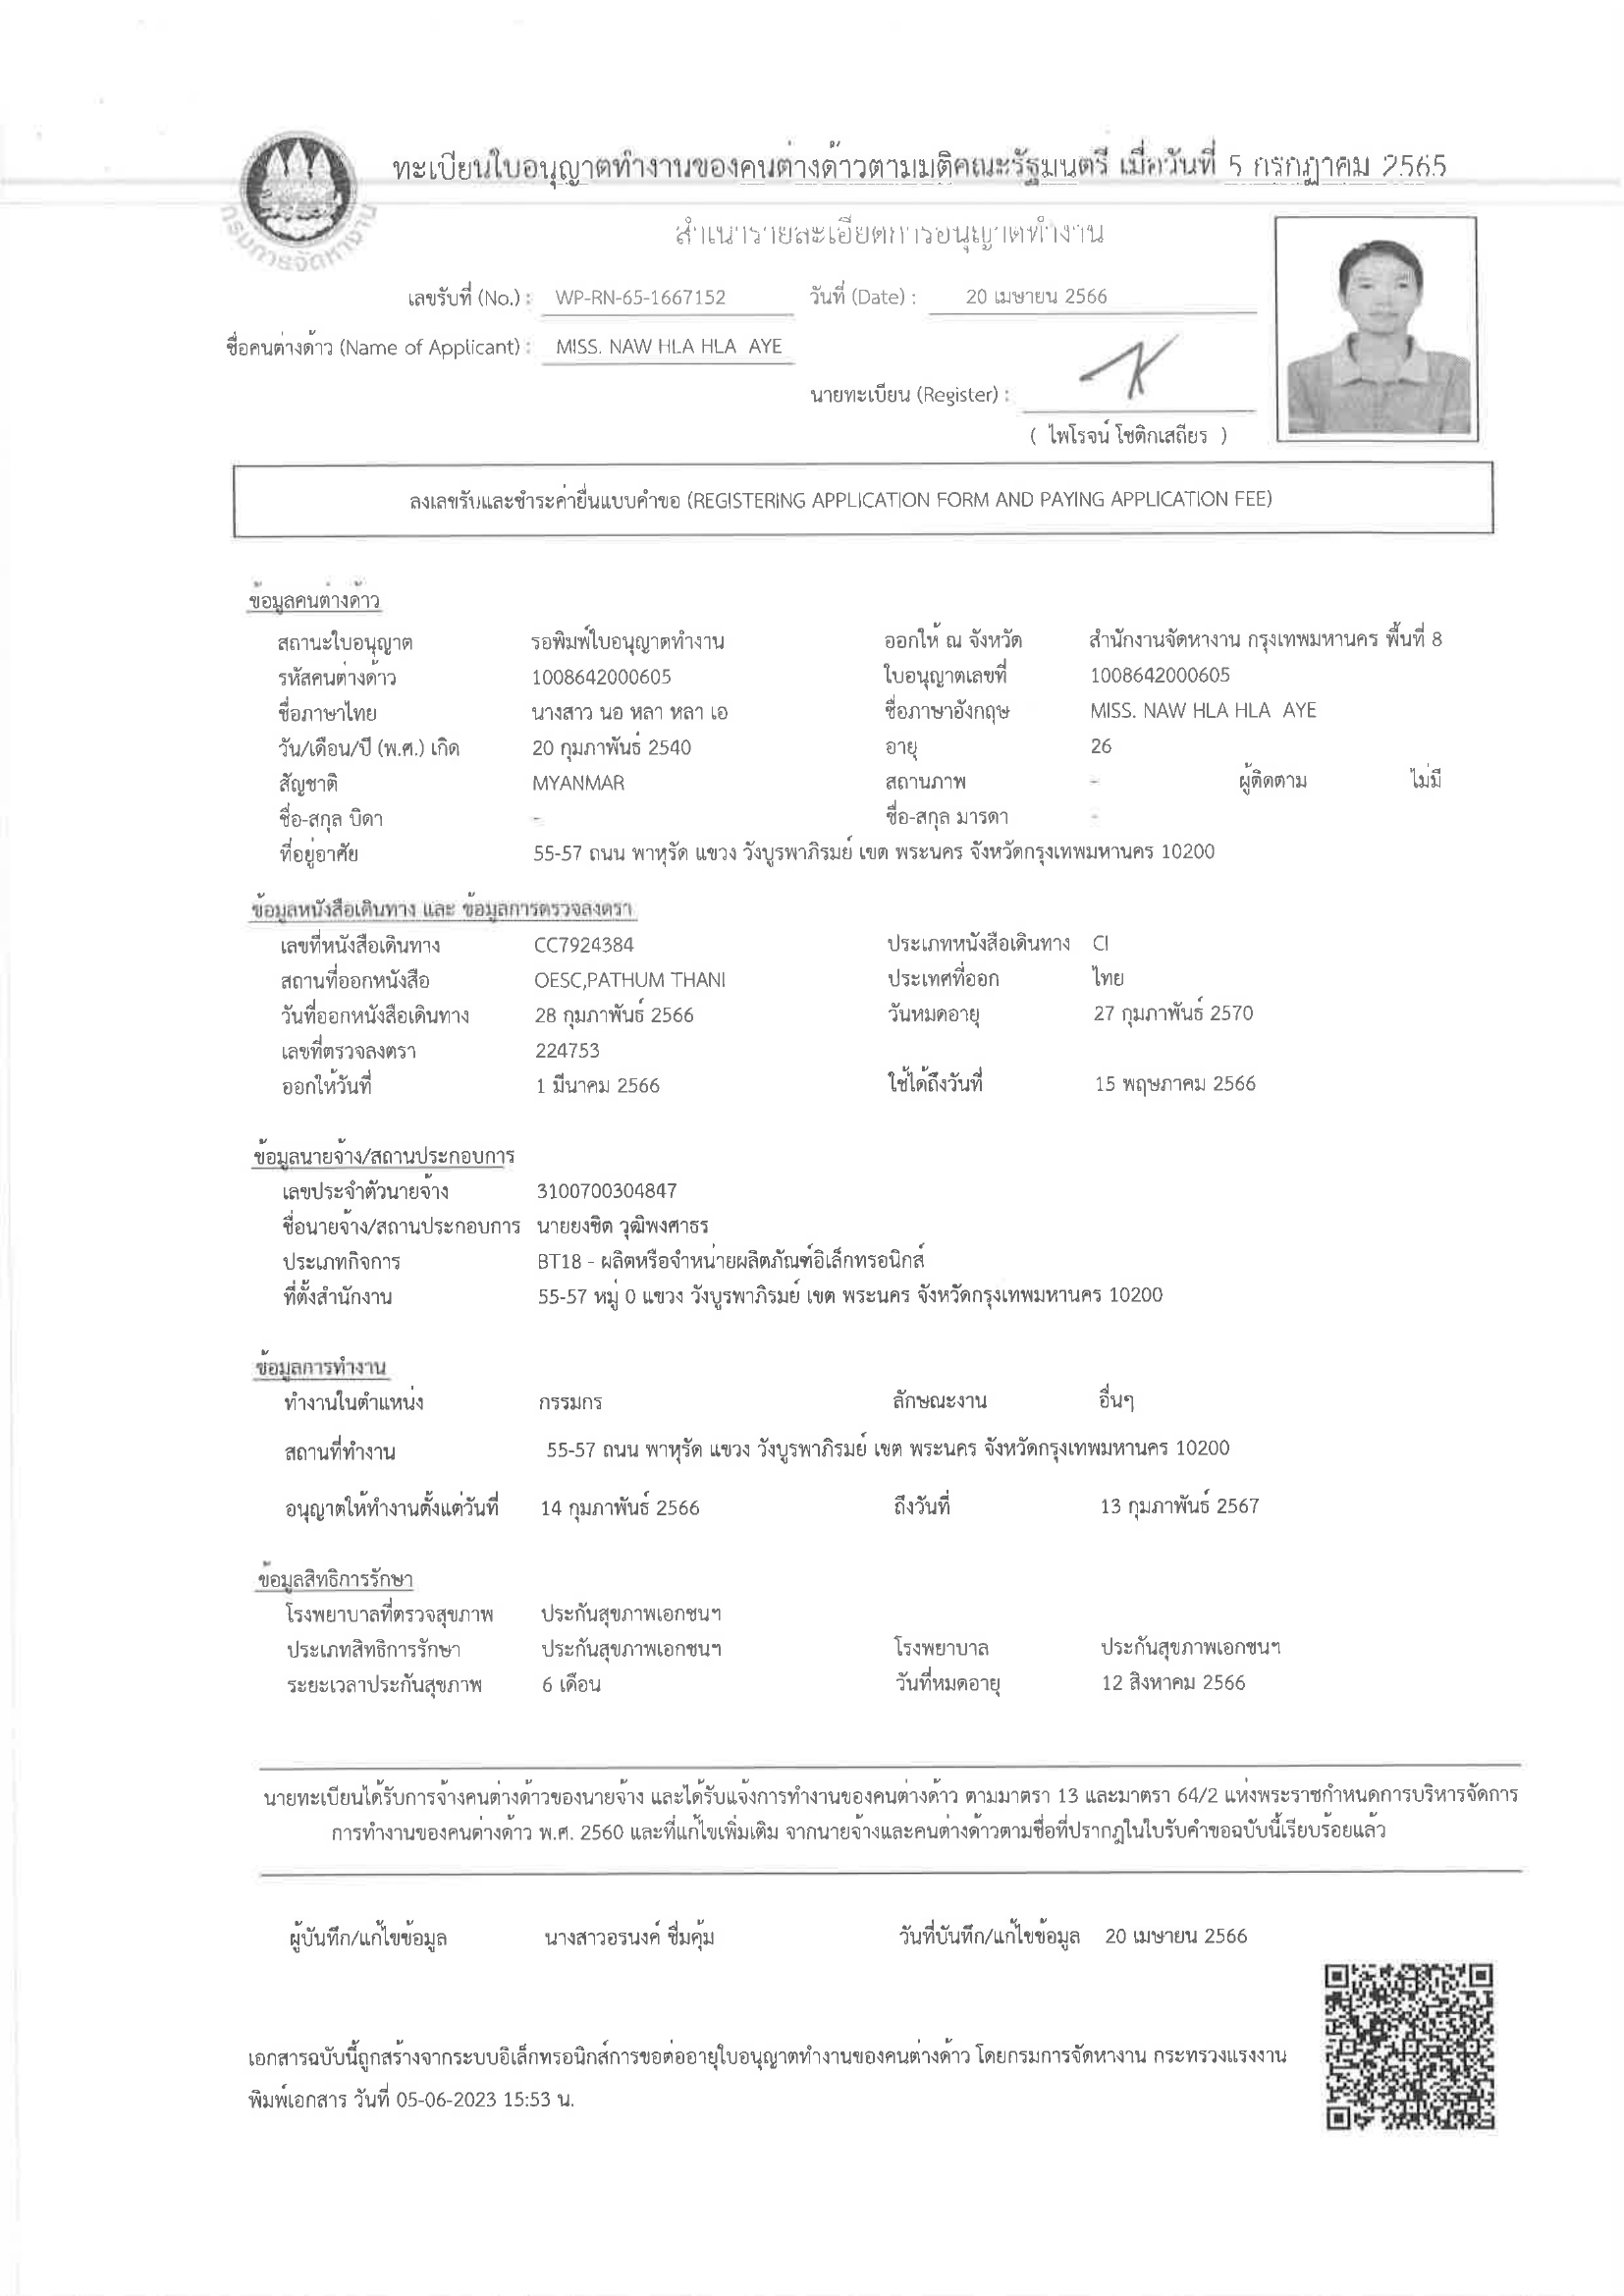 ทะเบียนใบอนุญาตทำงานของคนต่างด้าวตามมติคณะรัฐมนตรี เมื่อวันที่ 5 กรกฎาคม 2565
กรมการจัดหางาน
สำเนารายละเอียดการอนุญาตทำงาน
เลขรับที่ (No.) : WP-RN-65-1667152 วันที่ (Date) : 20 เมษายน 2566
ชื่อคนต่างด้าว (Name of Applicant) : MISS. NAW HLA HLA AYE
นายทะเบียน (Register) :
( ไพโรจน์ โชติกเสถียร )
ลงเลขรับและชำระค่ายื่นแบบคำขอ (REGISTERING APPLICATION FORM AND PAYING APPLICATION FEE)
ข้อมูลคนต่างด้าว
สถานะใบอนุญาต รอพิมพ์ใบอนุญาตทำงาน ออกให้ ณ จังหวัด สำนักงานจัดหางาน กรุงเทพมหานคร พื้นที่ 8
รหัสคนต่างด้าว 1008642000605 ใบอนุญาตเลขที่ 1008642000605
ชื่อภาษาไทย นางสาว นอ หลา หลา เอ ชื่อภาษาอังกฤษ MISS. NAW HLA HLA AYE
วัน/เดือน/ปี (พ.ศ.) เกิด 20 กุมภาพันธ์ 2540 อายุ 26
สัญชาติ MYANMAR สถานภาพ - ผู้ติดตาม ไม่มี
ชื่อ-สกุล บิดา - ชื่อ-สกุล มารดา -
ที่อยู่อาศัย 55-57 ถนน พาหุรัด แขวง วังบูรพาภิรมย์ เขต พระนคร จังหวัดกรุงเทพมหานคร 10200
ข้อมูลหนังสือเดินทาง และ ข้อมูลการตรวจลงตรา
เลขที่หนังสือเดินทาง CC7924384 ประเภทหนังสือเดินทาง CI
สถานที่ออกหนังสือ OESC,PATHUM THANI ประเทศที่ออก ไทย
วันที่ออกหนังสือเดินทาง 28 กุมภาพันธ์ 2566 วันหมดอายุ 27 กุมภาพันธ์ 2570
เลขที่ตรวจลงตรา 224753
ออกให้วันที่ 1 มีนาคม 2566 ใช้ได้ถึงวันที่ 15 พฤษภาคม 2566
ข้อมูลนายจ้าง/สถานประกอบการ
เลขประจำตัวนายจ้าง 3100700304847
ชื่อนายจ้าง/สถานประกอบการ นายยงชิต วุฒิพงศาธร
ประเภทกิจการ BT18 - ผลิตหรือจำหน่ายผลิตภัณฑ์อิเล็กทรอนิกส์
ที่ตั้งสำนักงาน 55-57 หมู่ 0 แขวง วังบูรพาภิรมย์ เขต พระนคร จังหวัดกรุงเทพมหานคร 10200
ข้อมูลการทำงาน
ทำงานในตำแหน่ง กรรมกร ลักษณะงาน อื่นๆ
สถานที่ทำงาน 55-57 ถนน พาหุรัด แขวง วังบูรพาภิรมย์ เขต พระนคร จังหวัดกรุงเทพมหานคร 10200
อนุญาตให้ทำงานตั้งแต่วันที่ 14 กุมภาพันธ์ 2566 ถึงวันที่ 13 กุมภาพันธ์ 2567
ข้อมูลสิทธิการรักษา
โรงพยาบาลที่ตรวจสุขภาพ ประกันสุขภาพเอกชนฯ
ประเภทสิทธิการรักษา ประกันสุขภาพเอกชนฯ โรงพยาบาล ประกันสุขภาพเอกชนฯ
ระยะเวลาประกันสุขภาพ 6 เดือน วันที่หมดอายุ 12 สิงหาคม 2566
นายทะเบียนได้รับการจ้างคนต่างด้าวของนายจ้าง และได้รับแจ้งการทำงานของคนต่างด้าว ตามมาตรา 13 และมาตรา 64/2 แห่งพระราชกำหนดการบริหารจัดการ
การทำงานของคนต่างด้าว พ.ศ. 2560 และที่แก้ไขเพิ่มเติม จากนายจ้างและคนต่างด้าวตามชื่อที่ปรากฎในใบรับคำขอฉบับนี้เรียบร้อยแล้ว
ผู้บันทึก/แก้ไขข้อมูล นางสาวอรนงค์ ชื่มคุ้ม วันที่บันทึก/แก้ไขข้อมูล 20 เมษายน 2566
เอกสารฉบับนี้ถูกสร้างจากระบบอิเล็กทรอนิกส์การขอต่ออายุใบอนุญาตทำงานของคนต่างด้าว โดยกรมการจัดหางาน กระทรวงแรงงาน
พิมพ์เอกสาร วันที่ 05-06-2023 15:53 น.